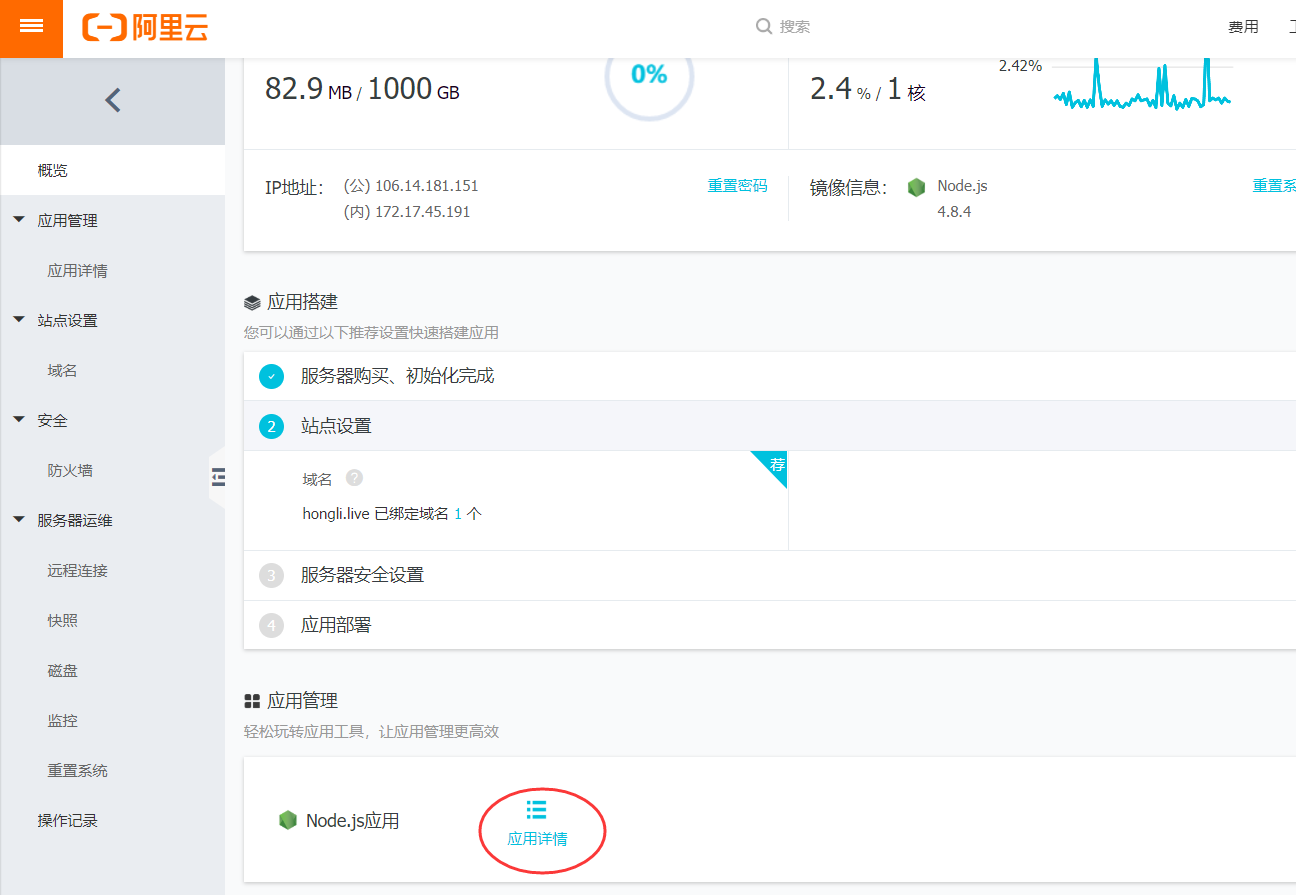 阿里云
搜索
费用
概览
应用管理
应用详情
站点设置
域名
安全
防火墙
服务器运维
远程连接
快照
磁盘
监控
重置系统
操作记录
82.9 MB / 1000 GB
0%
2.4 % / 1 核
2.42%
IP地址： (公) 106.14.181.151
(内) 172.17.45.191
重置密码
镜像信息： Node.js
4.8.4
重置系
应用搭建
您可以通过以下推荐设置快速搭建应用
服务器购买、初始化完成
2 站点设置
域名 ?
荐
hongli.live 已绑定域名 1 个
3 服务器安全设置
4 应用部署
应用管理
轻松玩转应用工具，让应用管理更高效
Node.js应用
应用详情